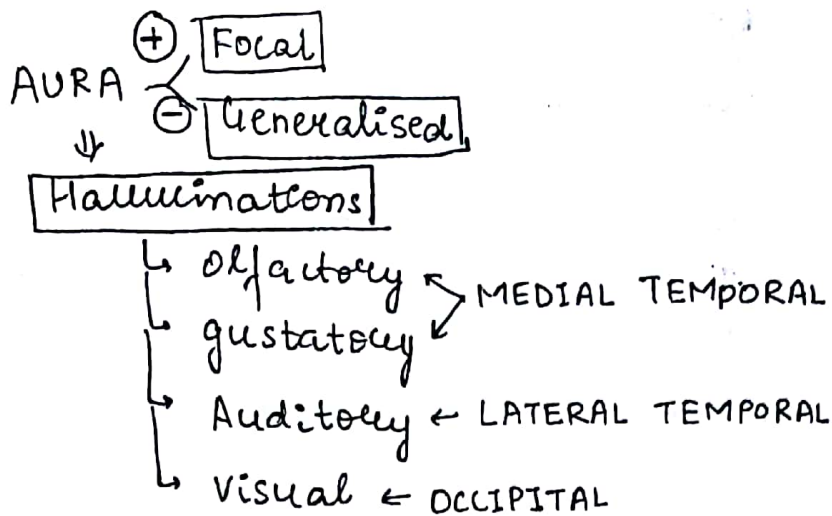 ⊕ Focal
AURA
⊖ Generalised
⇓
Hallucinations
↳ Olfactory
↳ gustatory ← MEDIAL TEMPORAL
↳ Auditory ← LATERAL TEMPORAL
↳ Visual ← OCCIPITAL